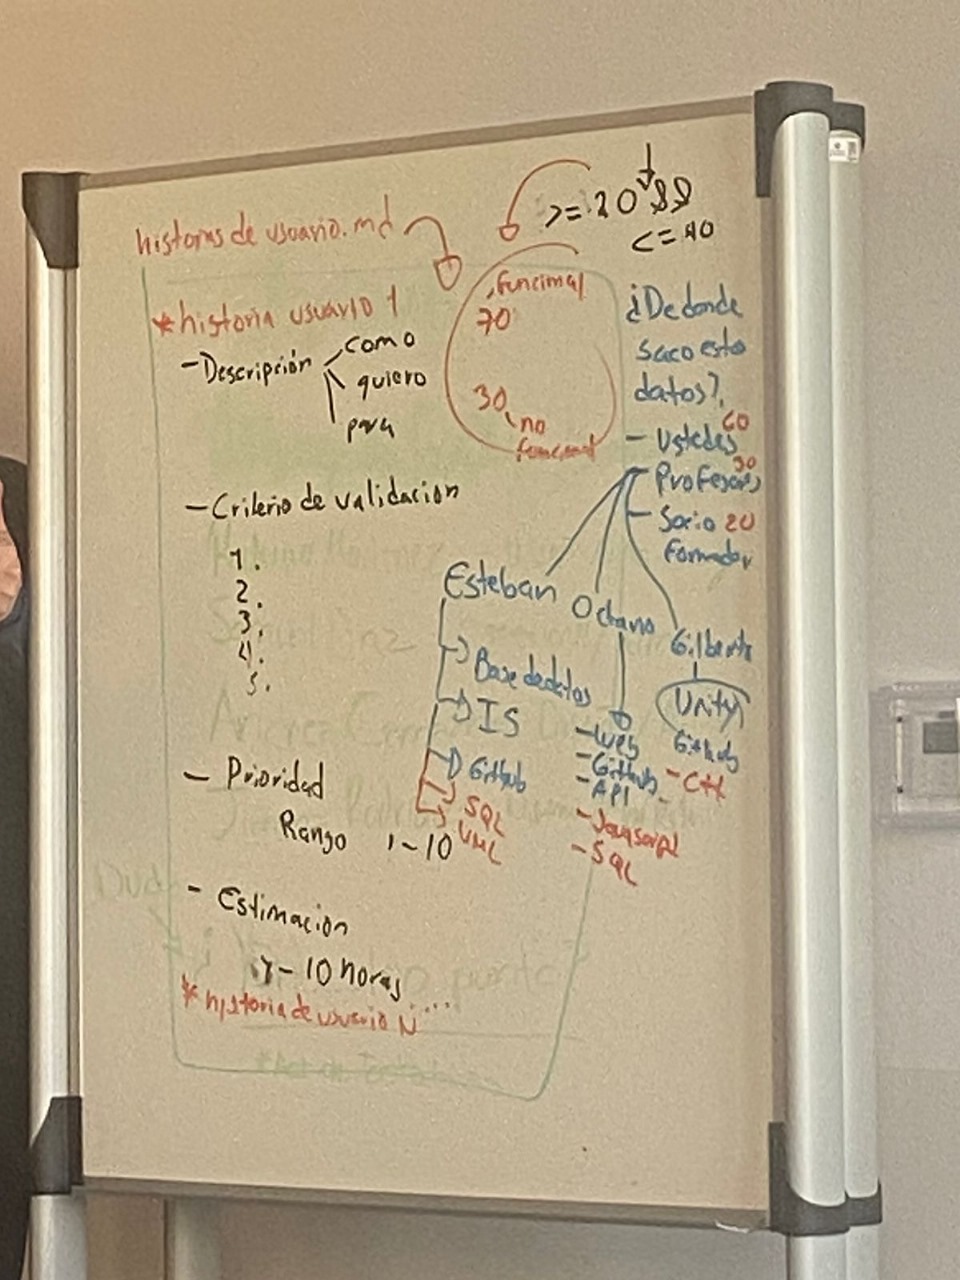 historias de usuario.md
>= 20
<= 40
* historia usuario 1
- Descripción
como
quiero
para
- Criterio de validacion
1.
2.
3.
4.
5.
- Prioridad
Rango 1-10
- Estimacion
1-10 horas
* historia de usuario N ....
funcional
70
30
no
funcional
¿De donde
saco esto
datos?
- Ustedes 60
- Profesores 30
- Socio 20
Formador
Esteban
Base de datos
IS
Github
SQL
UML
Octavio
- Web
- Github
- API
- Javascript
- SQL
Gilberto
Unity
Github
- C#